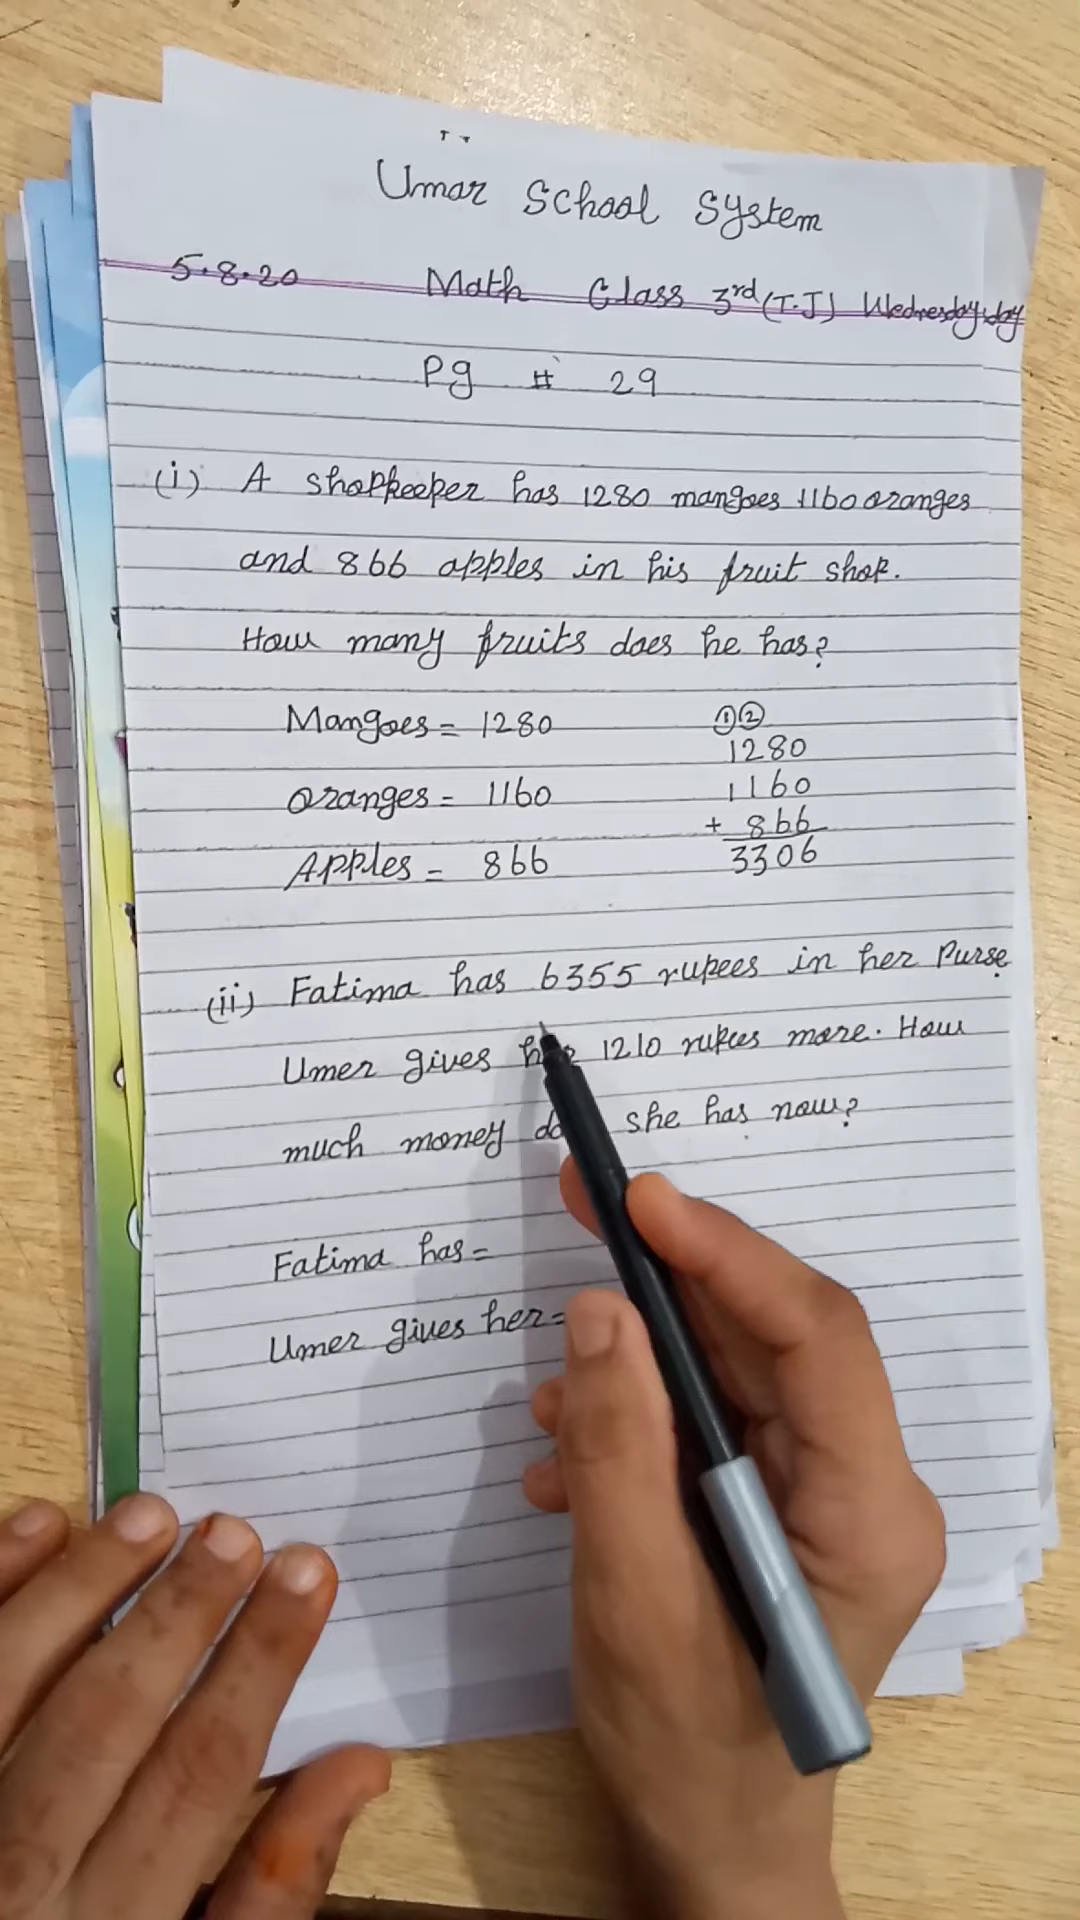 Umar School System
5.8.20 Math Class 3rd (T.J) Wednesday
Pg # 29
(i) A shopkeeper has 1280 mangoes 1160 oranges
and 866 apples in his fruit shop.
How many fruits does he has?
Mangoes = 1280
Oranges = 1160
Apples = 866
① ②
1280
1160
+ 866
3306
(ii) Fatima has 6355 rupees in her Purse
Umer gives 1210 rupees more. How
much money she has now?
Fatima has =
Umer gives her =